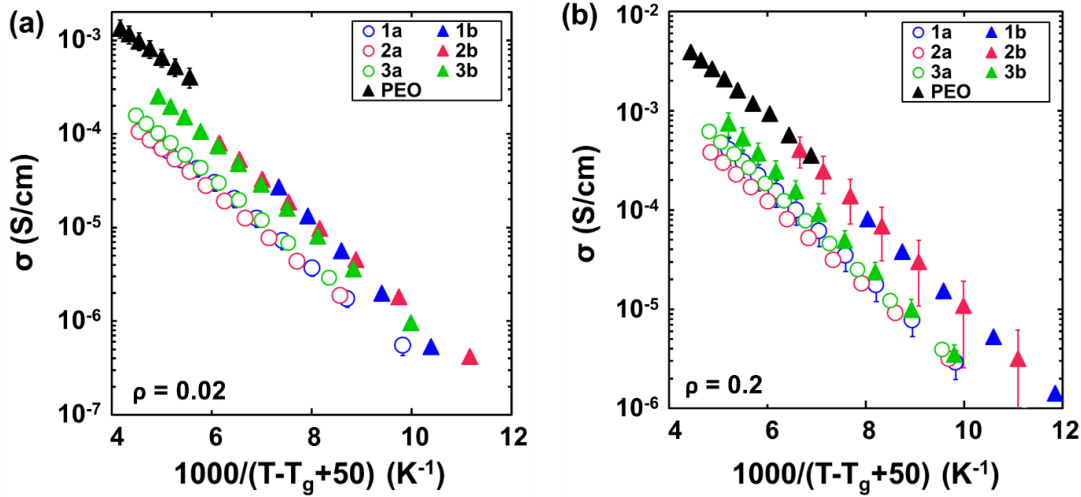 (a)
10⁻³
10⁻⁴
10⁻⁵
10⁻⁶
10⁻⁷
σ (S/cm)
1a 1b
2a 2b
3a 3b
PEO
ρ = 0.02
4 6 8 10 12
1000/(T-Tg+50) (K⁻¹)
(b)
10⁻²
10⁻³
10⁻⁴
10⁻⁵
10⁻⁶
σ (S/cm)
1a 1b
2a 2b
3a 3b
PEO
ρ = 0.2
4 6 8 10 12
1000/(T-Tg+50) (K⁻¹)